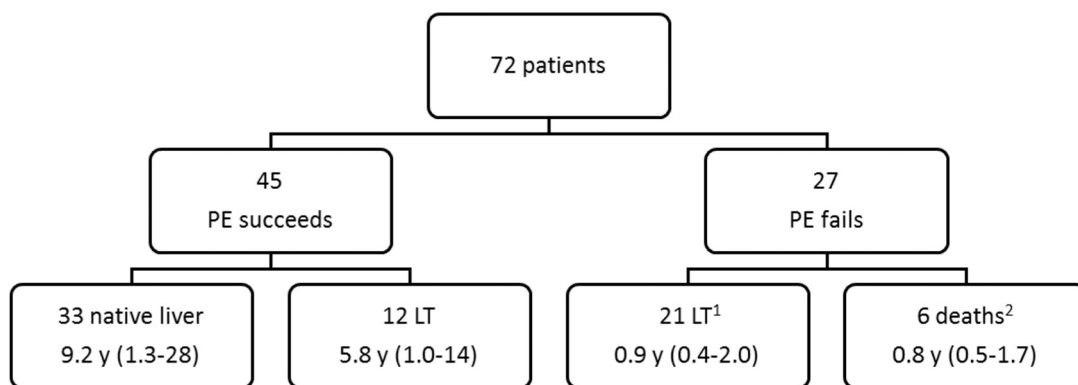 72 patients
45
PE succeeds
27
PE fails
33 native liver
9.2 y (1.3-28)
12 LT
5.8 y (1.0-14)
21 LT¹
0.9 y (0.4-2.0)
6 deaths²
0.8 y (0.5-1.7)